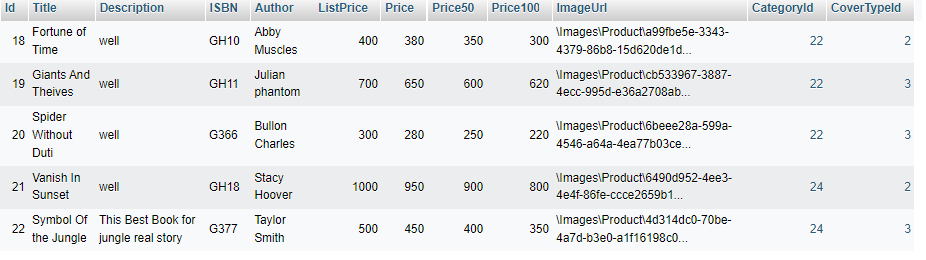 Id Title Description ISBN Author ListPrice Price Price50 Price100 ImageUrl CategoryId CoverTypeId
18 Fortune of Time well GH10 Abby Muscles 400 380 350 300 \Images\Product\a99fbe5e-3343-4379-86b8-15d620de1d... 22 2
19 Giants And Theives well GH11 Julian phantom 700 650 600 620 \Images\Product\cb533967-3887-4ecc-995d-e36a2708ab... 22 3
20 Spider Without Duti well G366 Bullon Charles 300 280 250 220 \Images\Product\6beee28a-599a-4546-a64a-4ea77b03ce... 22 3
21 Vanish In Sunset well GH18 Stacy Hoover 1000 950 900 800 \Images\Product\6490d952-4ee3-4e4f-86fe-ccce2659b1... 24 2
22 Symbol Of the Jungle This Best Book for jungle real story G377 Taylor Smith 500 450 400 350 \Images\Product\4d314dc0-70be-4a7d-b3e0-a1f16198c0... 24 3